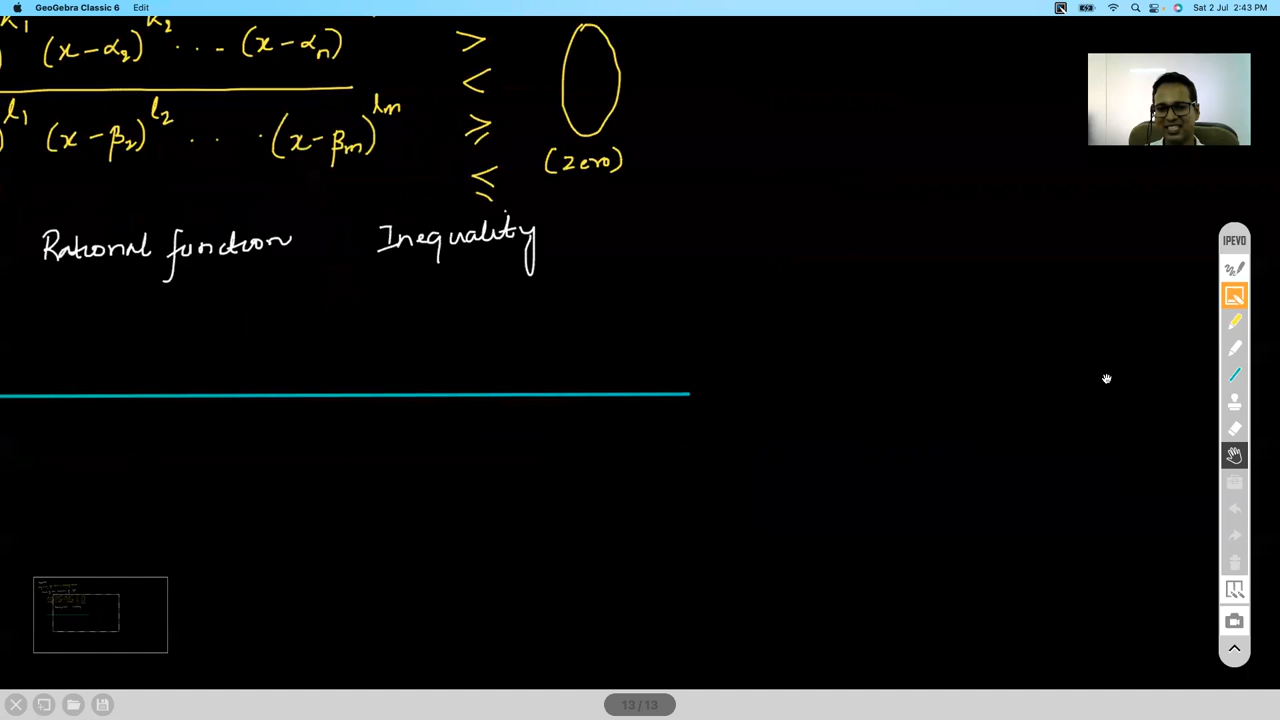 GeoGebra Classic 6 Edit Sat 2 Jul 2:43 PM
(x-α₂)^k₂ ... (x-αₙ)
> < ≥ ≤
)^l₁ (x-β₂)^l₂ .... (x-βₘ)^lₘ
(zero)
Rational function Inequality
IPEVO
13/13